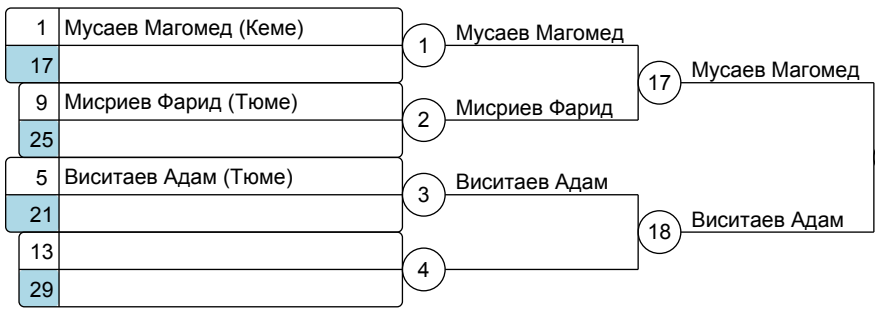 1 Мусаев Магомед (Кеме)
17
9 Мисриев Фарид (Тюме)
25
5 Виситаев Адам (Тюме)
21
13
29
1 Мусаев Магомед
2 Мисриев Фарид
3 Виситаев Адам
4
17 Мусаев Магомед
18 Виситаев Адам